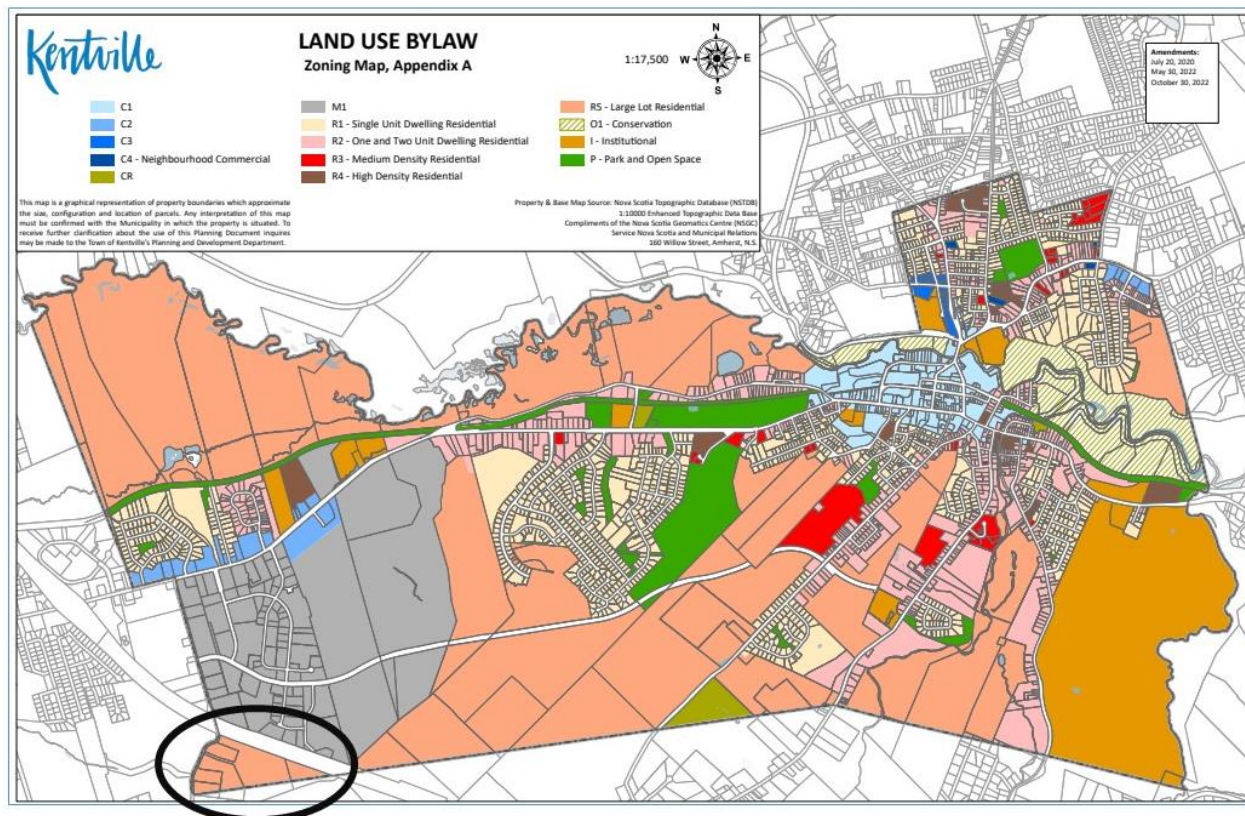 Kentville
LAND USE BYLAW
Zoning Map, Appendix A
1:17,500
N
W
E
S
C1
C2
C3
C4 - Neighbourhood Commercial
CR
M1
R1 - Single Unit Dwelling Residential
R2 - One and Two Unit Dwelling Residential
R3 - Medium Density Residential
R4 - High Density Residential
R5 - Large Lot Residential
O1 - Conservation
I - Institutional
P - Park and Open Space
This map is a graphical representation of property boundaries which approximate
the size, configuration and location of parcels. Any interpretation of this map
must be confirmed with the Municipality in which the property is situated. To
receive further clarification about the use of this Planning Document inquires
may be made to the Town of Kentville's Planning and Development Department.
Property & Base Map Source: Nova Scotia Topographic Database (NSTDB)
1:10000 Enhanced Topographic Data Base
Compliments of the Nova Scotia Geomatics Centre (NSGC)
Service Nova Scotia and Municipal Relations
160 Willow Street, Amherst, N.S.
Amendments:
July 20, 2020
May 30, 2022
October 30, 2022